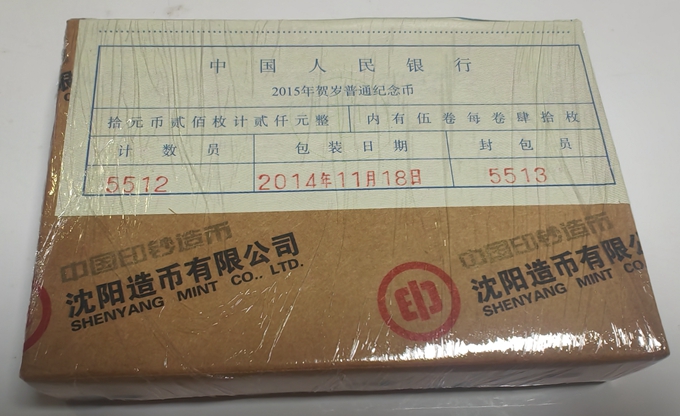 中国人民银行
2015年贺岁普通纪念币
拾元币贰佰枚计贰仟元整 内有伍卷每卷肆拾枚
计数员 包装日期 封包员
5512 2014年11月18日 5513
中国印钞造币 中国印钞造币
沈阳造币有限公司 沈阳造币有限公
SHENYANG MINT CO., LTD. SHENYANG MINT CO., LT